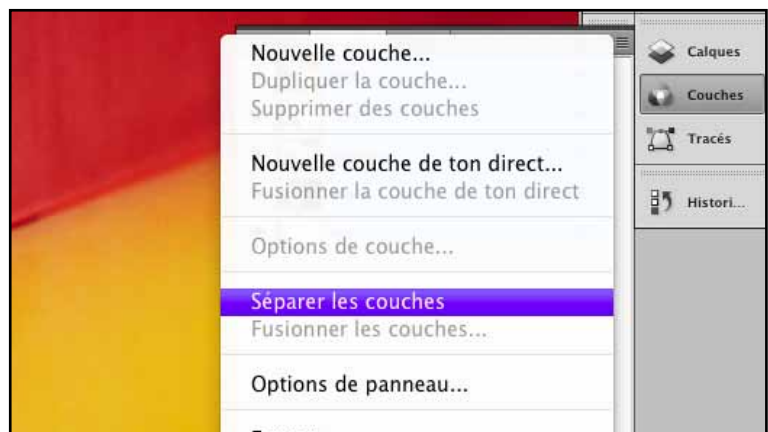 Nouvelle couche...
Dupliquer la couche...
Supprimer des couches
Nouvelle couche de ton direct...
Fusionner la couche de ton direct
Options de couche...
Séparer les couches
Fusionner les couches...
Options de panneau...
Calques
Couches
Tracés
Histori...